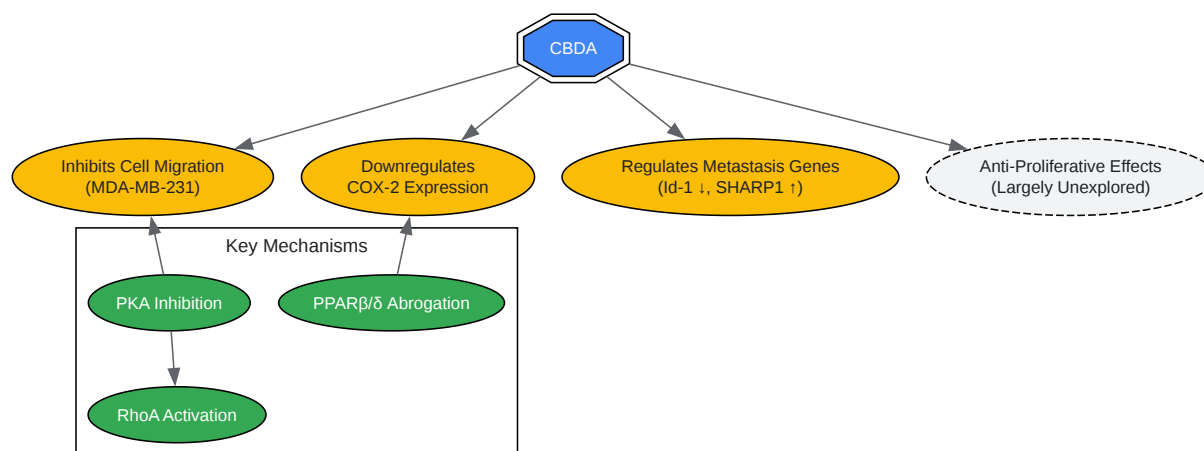 CBDA
Inhibits Cell Migration
(MDA-MB-231)
Downregulates
COX-2 Expression
Regulates Metastasis Genes
(Id-1 ↓, SHARP1 ↑)
Anti-Proliferative Effects
(Largely Unexplored)
Key Mechanisms
PKA Inhibition
PPARβ/δ Abrogation
RhoA Activation